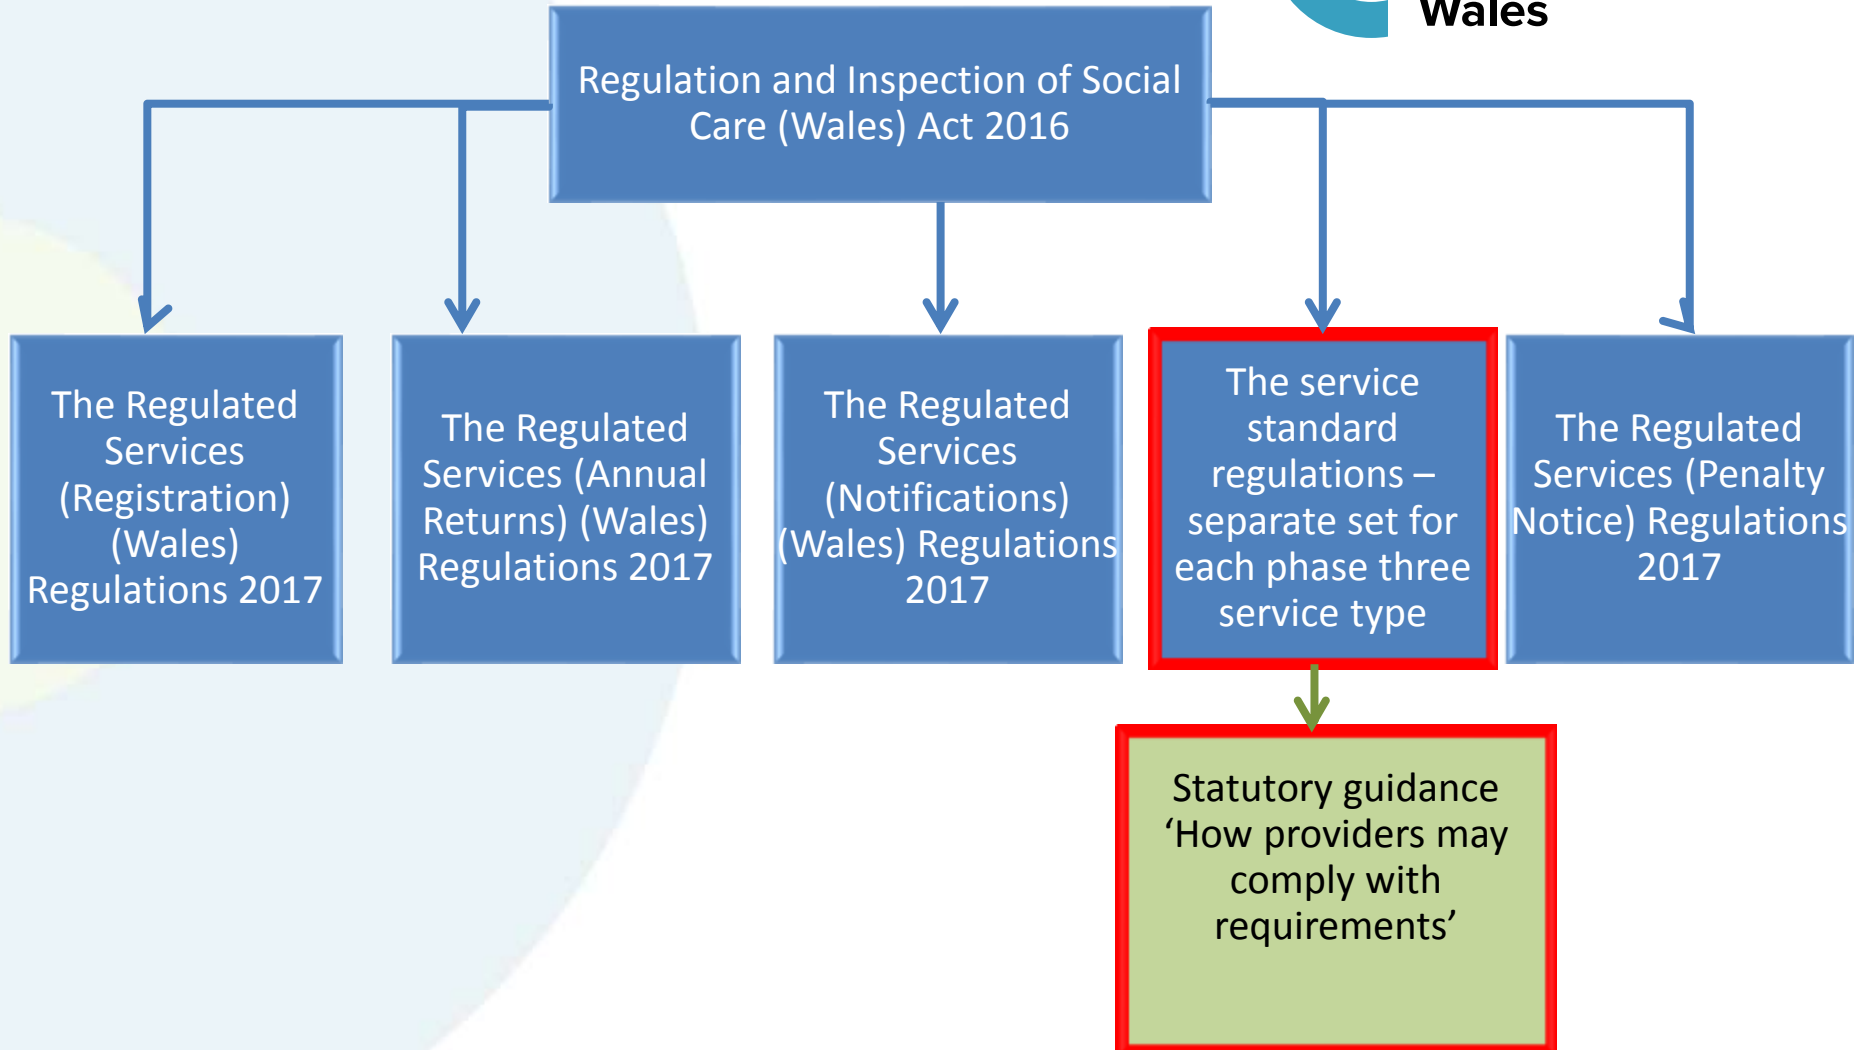 Wales
Regulation and Inspection of Social
Care (Wales) Act 2016
The Regulated
Services
(Registration)
(Wales)
Regulations 2017
The Regulated
Services (Annual
Returns) (Wales)
Regulations 2017
The Regulated
Services
(Notifications)
(Wales) Regulations
2017
The service
standard
regulations –
separate set for
each phase three
service type
The Regulated
Services (Penalty
Notice) Regulations
2017
Statutory guidance
‘How providers may
comply with
requirements’